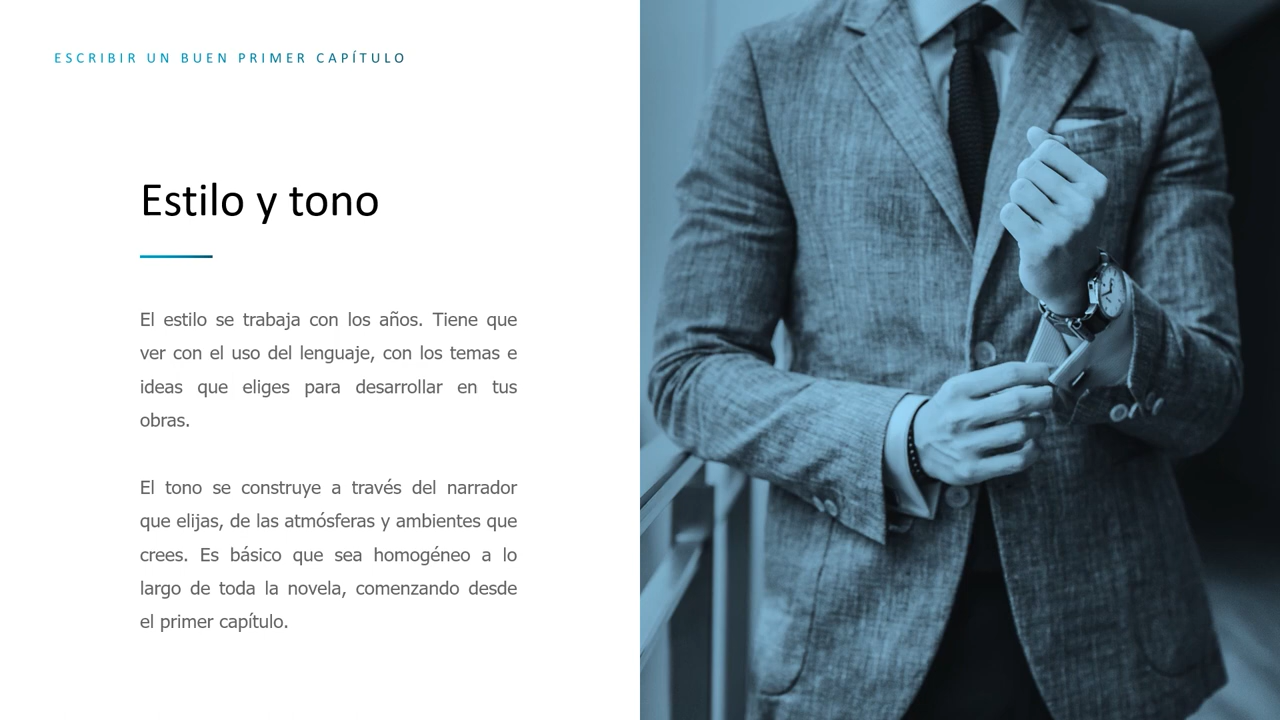 ESCRIBIR UN BUEN PRIMER CAPÍTULO
Estilo y tono
El estilo se trabaja con los años. Tiene que
ver con el uso del lenguaje, con los temas e
ideas que eliges para desarrollar en tus
obras.
El tono se construye a través del narrador
que elijas, de las atmósferas y ambientes que
crees. Es básico que sea homogéneo a lo
largo de toda la novela, comenzando desde
el primer capítulo.